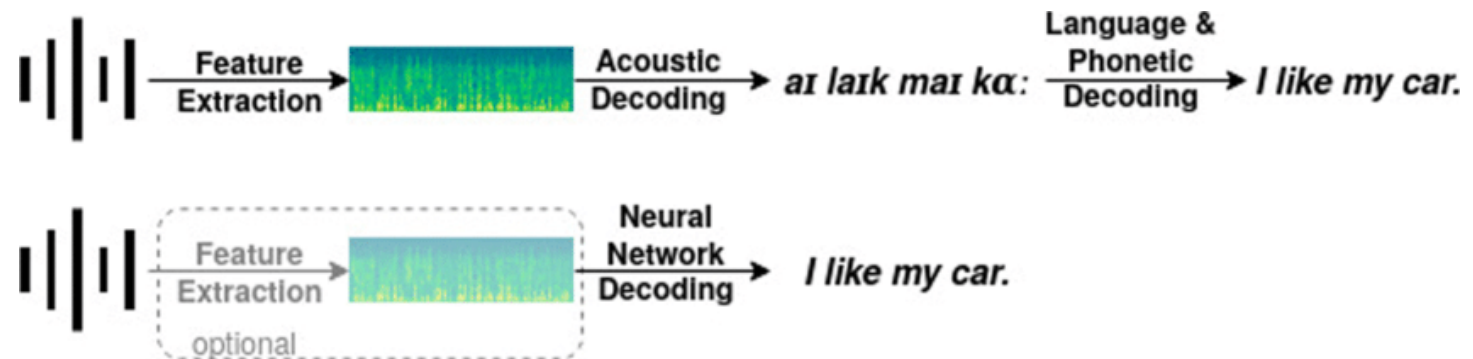 Feature
Extraction
Acoustic
Decoding
aɪ laɪk maɪ kɑː
Language &
Phonetic
Decoding
I like my car.
Feature
Extraction
optional
Neural
Network
Decoding
I like my car.